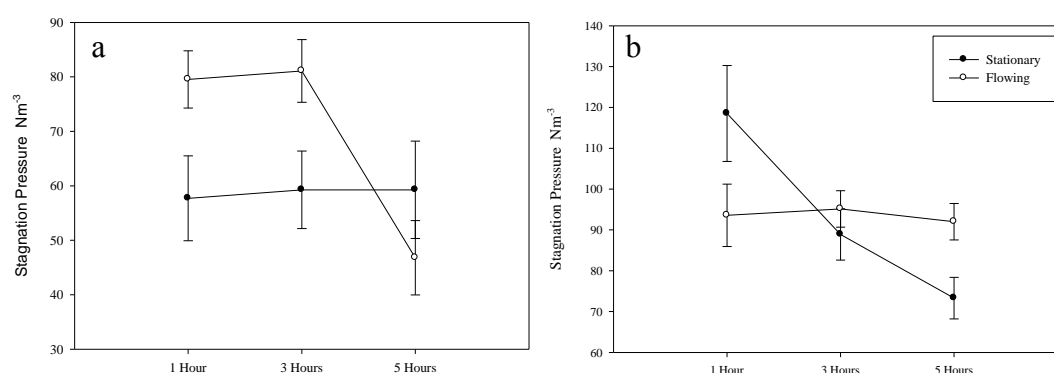 a
90
80
70
60
50
40
30
Stagnation Pressure Nm-3
1 Hour 3 Hours 5 Hours
b
140
130
120
110
100
90
80
70
60
Stagnation Pressure Nm-3
Stationary
Flowing
1 Hour 3 Hours 5 Hours